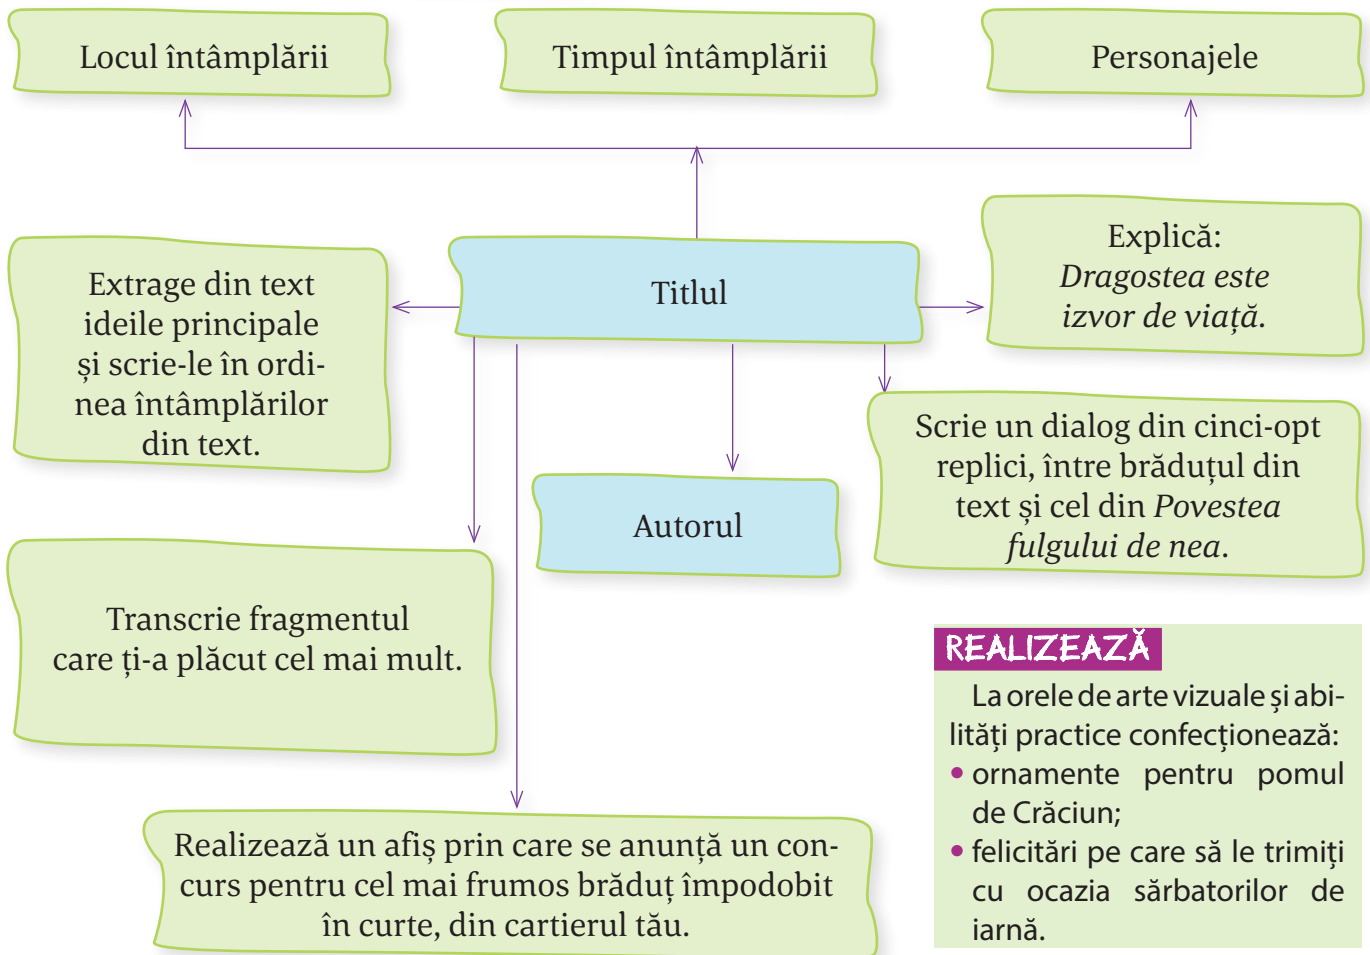 Locul întâmplării
Timpul întâmplării
Personajele
Extrage din text
ideile principale
și scrie-le în ordi-
nea întâmplărilor
din text.
Titlul
Explică:
Dragostea este
izvor de viață.
Autorul
Scrie un dialog din cinci-opt
replici, între brăduțul din
text și cel din Povestea
fulgului de nea.
Transcrie fragmentul
care ți-a plăcut cel mai mult.
Realizează un afiș prin care se anunță un con-
curs pentru cel mai frumos brăduț împodobit
în curte, din cartierul tău.
REALIZEAZĂ
La orele de arte vizuale și abi-
lități practice confecționează:
• ornamente pentru pomul
de Crăciun;
• felicitări pe care să le trimiți
cu ocazia sărbatorilor de
iarnă.